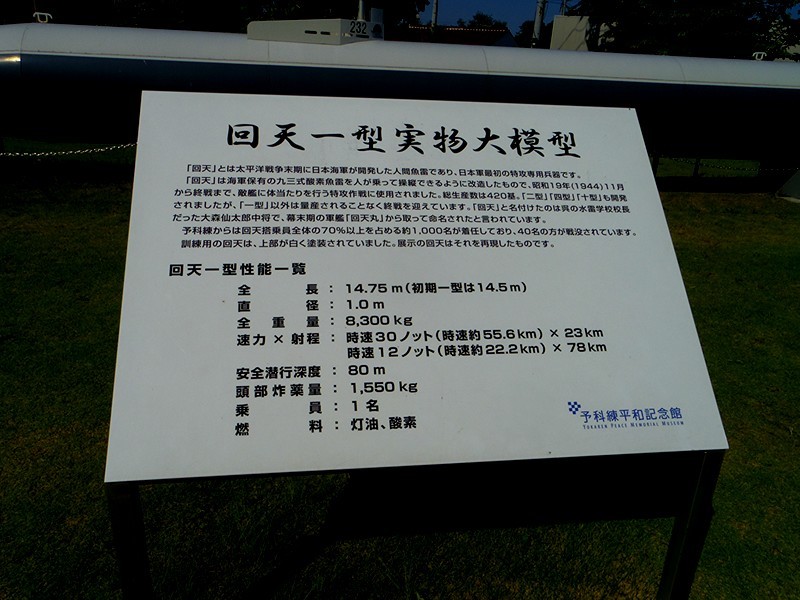 232
回天一型実物大模型
「回天」とは太平洋戦争末期に日本海軍が開発した人間魚雷であり、日本軍最初の特攻専用兵器です。
「回天」は海軍保有の九三式酸素魚雷を人が乗って操縦できるように改造したもので、昭和19年(1944)11月
から終戦まで、敵艦に体当たりを行う特攻作戦に使用されました。総生産数は420基。「二型」「四型」「十型」も開発
されましたが、「一型」以外は量産されることなく終戦を迎えています。「回天」と名付けたのは呉の水雷学校校長
だった大森仙太郎中将で、幕末期の軍艦「回天丸」から取って命名されたと言われています。
予科練からは回天搭乗員全体の70%以上を占める約1,000名が着任しており、40名の方が戦没されています。
訓練用の回天は、上部が白く塗装されていました。展示の回天はそれを再現したものです。
回天一型性能一覧
全長：14.75m(初期一型は14.5m)
直径：1.0m
全重量：8,300kg
速力×射程：時速30ノット(時速約55.6km)×23km
時速12ノット(時速約22.2km)×78km
安全潜行深度：80m
頭部炸薬量：1,550kg
乗員：1名
燃料：灯油、酸素
予科練平和記念館
YOKAREN PEACE MEMORIAL MUSEUM